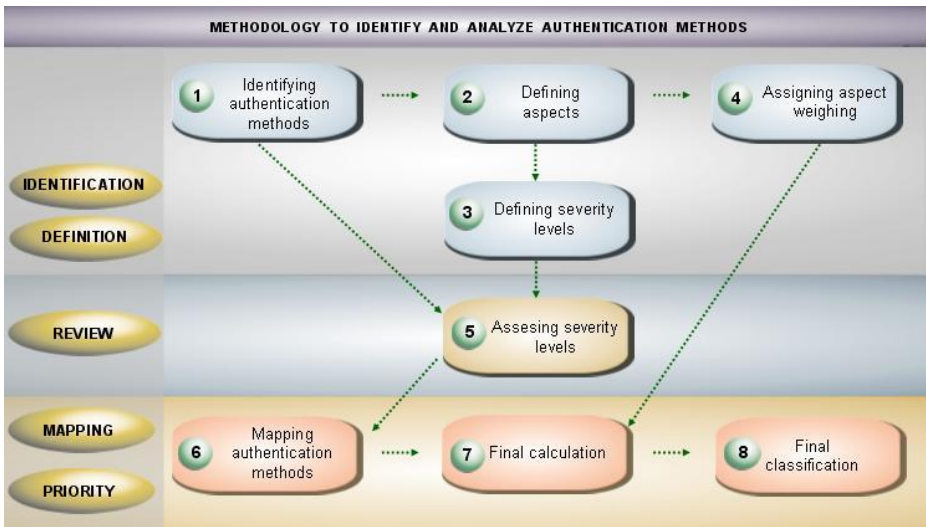 METHODOLOGY TO IDENTIFY AND ANALYZE AUTHENTICATION METHODS
1
Identifying
authentication
methods
2
Defining
aspects
4
Assigning aspect
weighing
IDENTIFICATION
DEFINITION
3
Defining severity
levels
REVIEW
5
Assesing severity
levels
MAPPING
PRIORITY
6
Mapping
authentication
methods
7
Final calculation
8
Final
classification